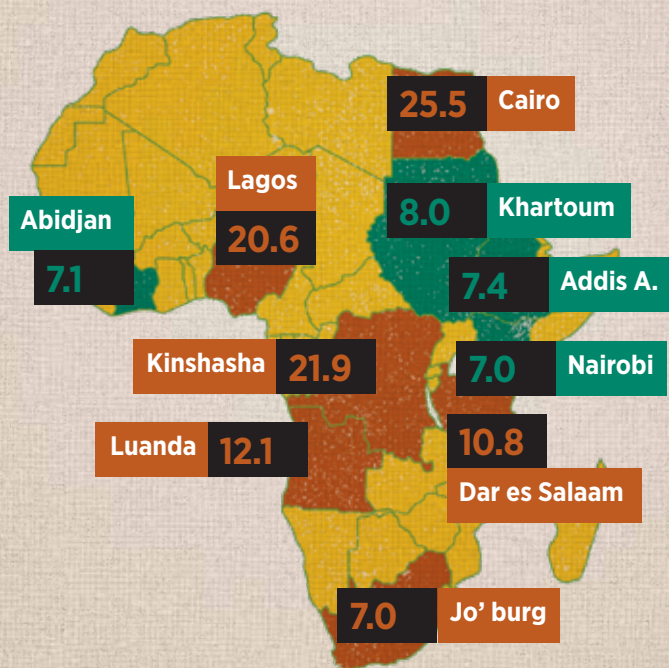 25.5 Cairo
Lagos
20.6
Abidjan
7.1
8.0 Khartoum
7.4 Addis A.
Kinshasha 21.9
7.0 Nairobi
Luanda 12.1
10.8
Dar es Salaam
7.0 Jo' burg